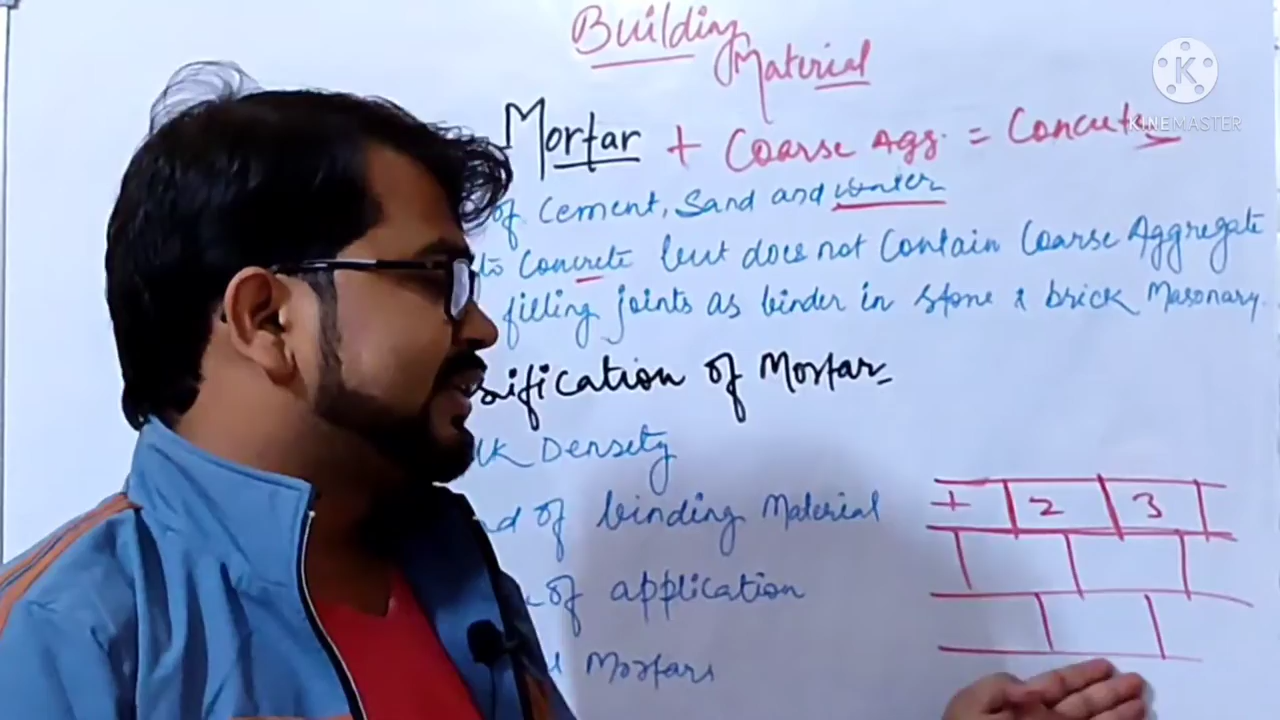 Building
Material
Mortar + Coarse Agg. = Concrete
of Cement, Sand and water
to Concrete but does not Contain Coarse Aggregate
filling joints as binder in stone & brick Masonary.
sification of Mortar
lk Density
nd of binding Material
of application
Mortars
2 3
K
KINEMASTER